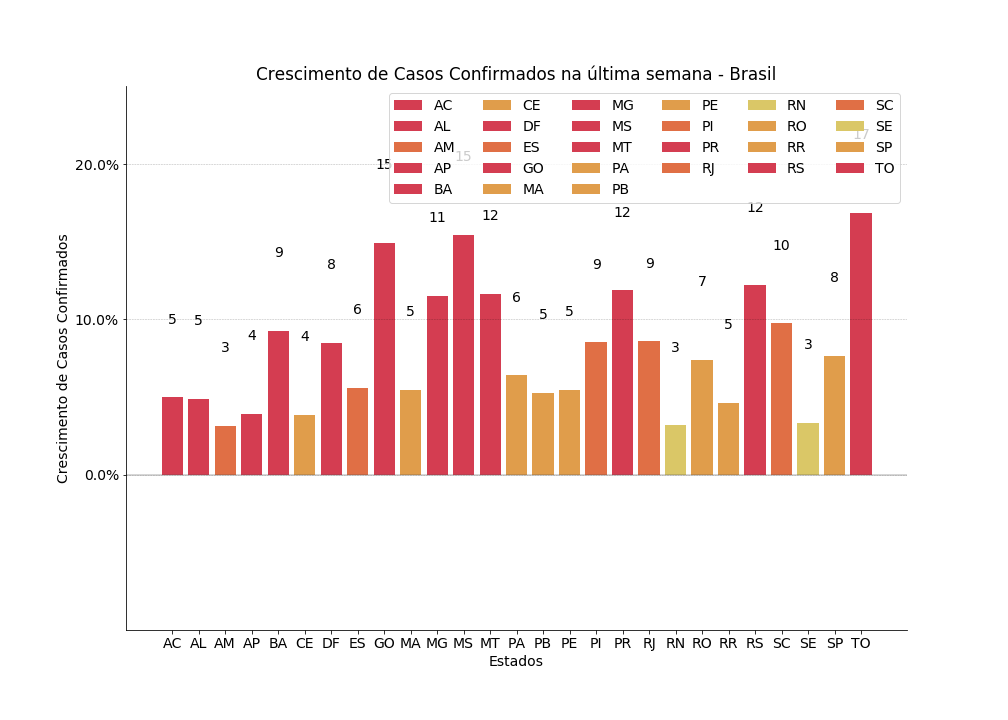 Crescimento de Casos Confirmados na última semana - Brasil
AC CE MG PE RN SC
AL DF MS PI RO SE
AM ES MT PR RR SP
AP GO PA RJ RS TO
BA MA PB
17
15 15
20.0%
11 12 12 12
9 8 9 9 10
6 6 7 8
5 5 4 4 5 5 5 5
3 3 3
10.0%
0.0%
Crescimento de Casos Confirmados
AC AL AM AP BA CE DF ES GO MA MG MS MT PA PB PE PI PR RJ RN RO RR RS SC SE SP TO
Estados